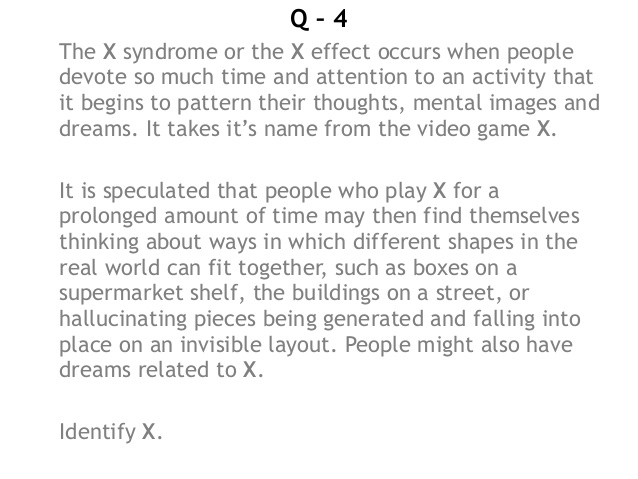 Q – 4
The X syndrome or the X effect occurs when people
devote so much time and attention to an activity that
it begins to pattern their thoughts, mental images and
dreams. It takes it’s name from the video game X.
It is speculated that people who play X for a
prolonged amount of time may then find themselves
thinking about ways in which different shapes in the
real world can fit together, such as boxes on a
supermarket shelf, the buildings on a street, or
hallucinating pieces being generated and falling into
place on an invisible layout. People might also have
dreams related to X.
Identify X.